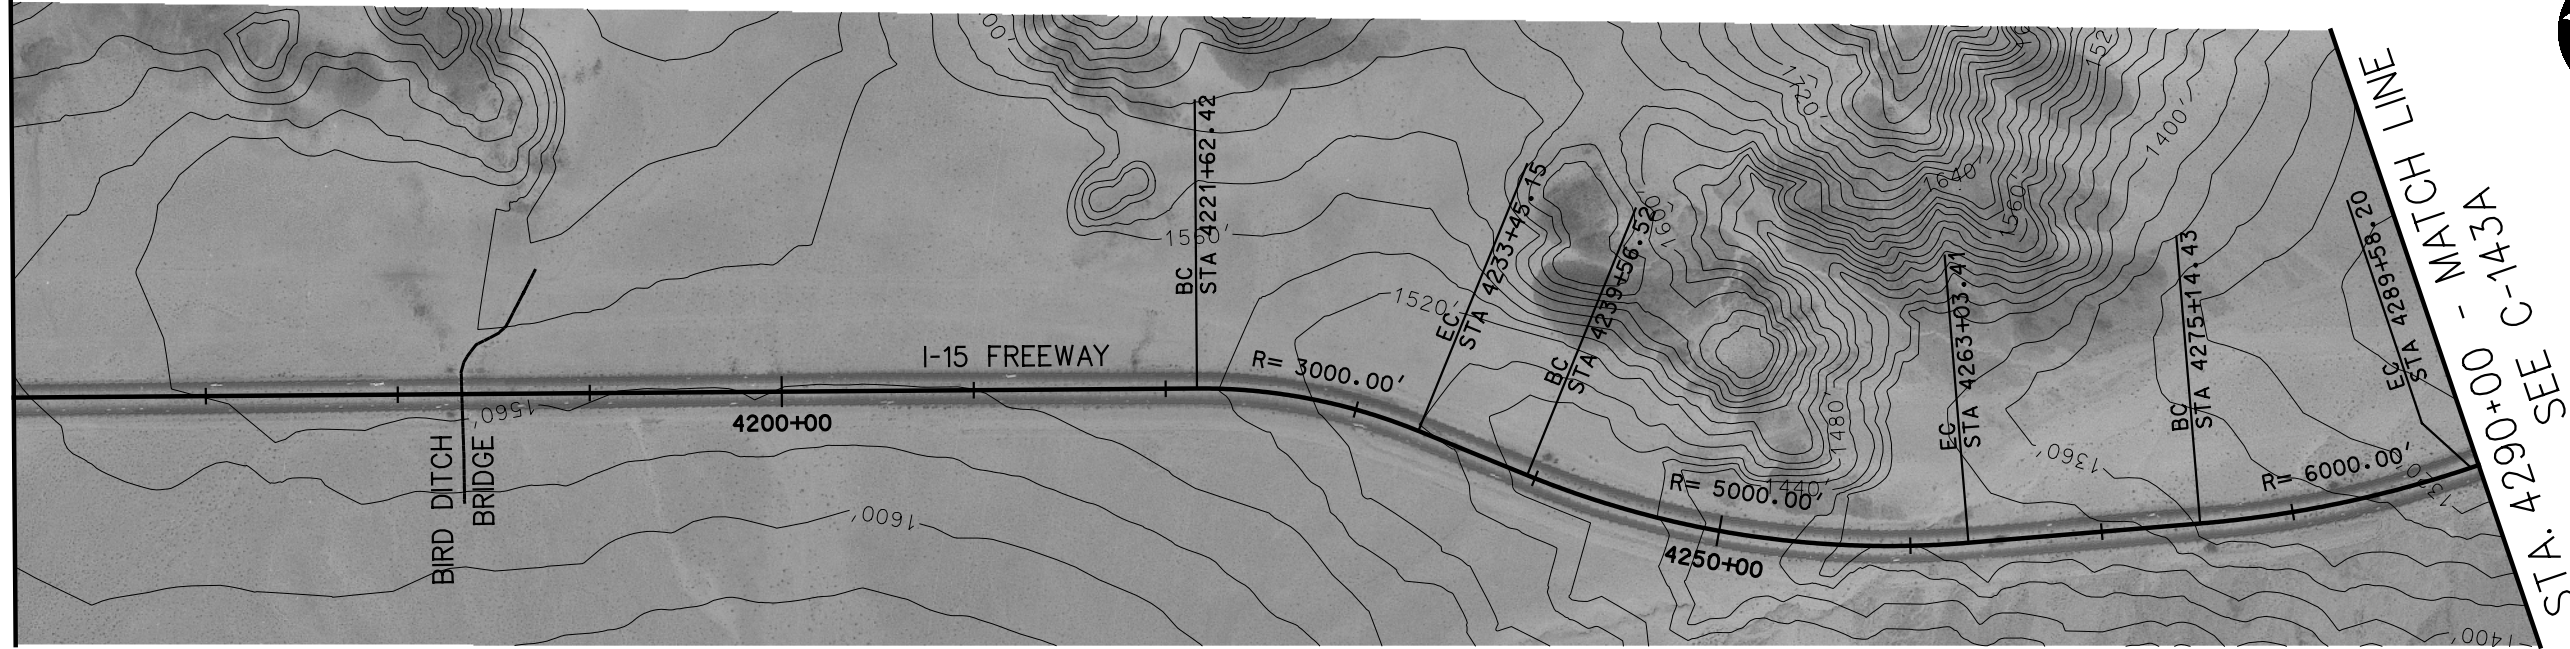 BC
STA 4221+62.42
EC
STA 4233+45.15
BC
STA 4239+56.52
EC
STA 4263+03.41
BC
STA 4275+14.43
EC
STA 4289+58.20
I-15 FREEWAY
R= 3000.00'
R= 5000.00'
R= 6000.00'
4200+00
4250+00
BIRD DITCH
BRIDGE
1560'
1560'
1600'
1520'
1600'
1720'
1640'
1560'
1400'
1480'
1440'
1360'
1400'
STA. 4290+00 - MATCH LINE
SEE C-143A